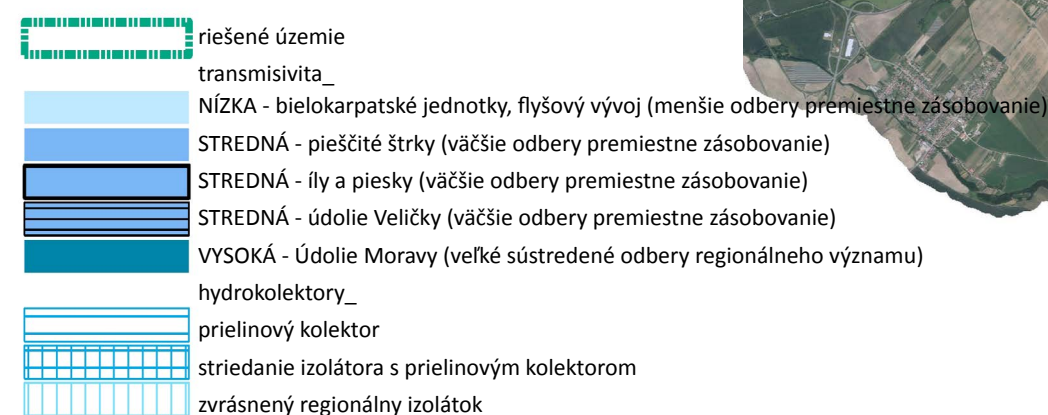 riešené územie
transmisivita_
NÍZKA - bielokarpatské jednotky, flyšový vývoj (menšie odbery premiestne zásobovanie)
STREDNÁ - pieščité štrky (väčšie odbery premiestne zásobovanie)
STREDNÁ - íly a piesky (väčšie odbery premiestne zásobovanie)
STREDNÁ - údolie Veličky (väčšie odbery premiestne zásobovanie)
VYSOKÁ - Údolie Moravy (veľké sústredené odbery regionálneho významu)
hydrokolektory_
prielinový kolektor
striedanie izolátora s prielinovým kolektorom
zvrásnený regionálny izolátok